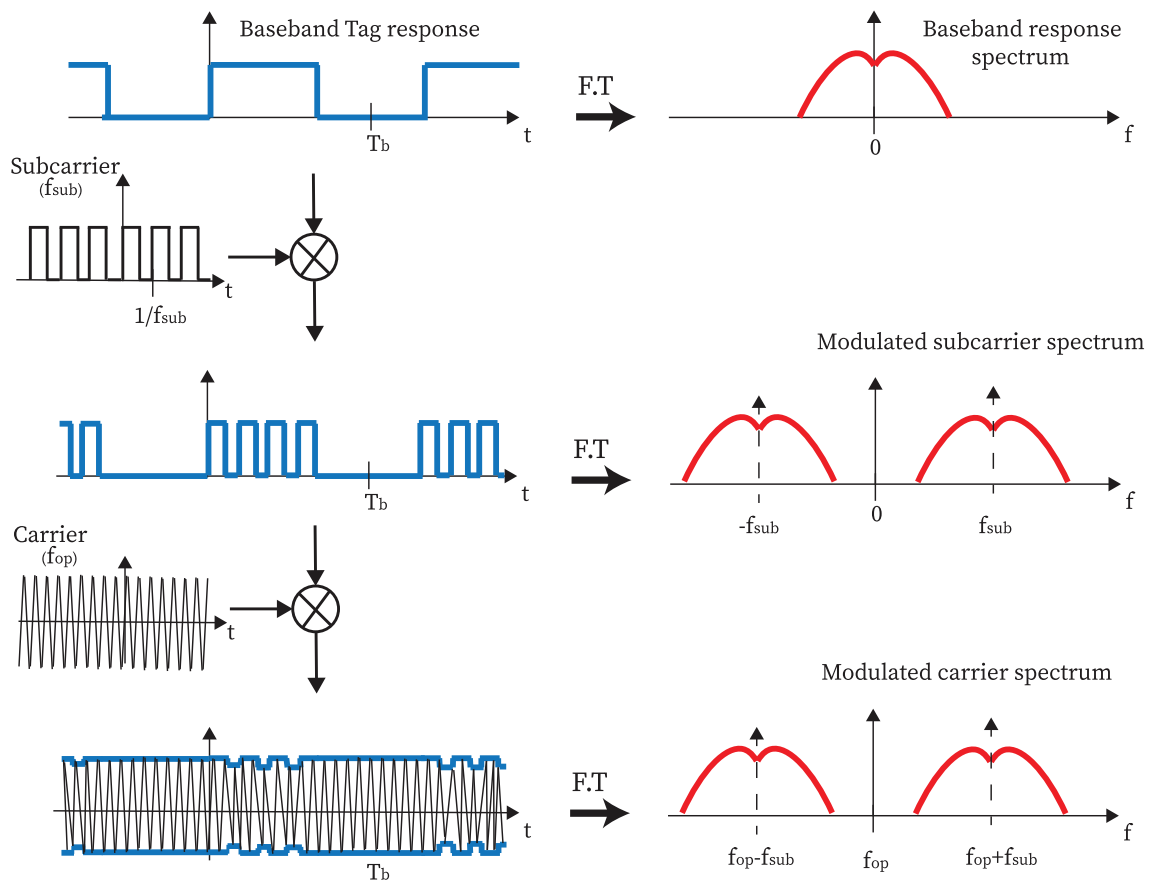 Baseband Tag response
t
Tb
F.T
Baseband response
spectrum
0
f
Subcarrier
(fsub)
t
1/fsub
Modulated subcarrier spectrum
t
Tb
F.T
-fsub
0
fsub
f
Carrier
(fop)
t
Modulated carrier spectrum
t
Tb
F.T
fop-fsub
fop
fop+fsub
f